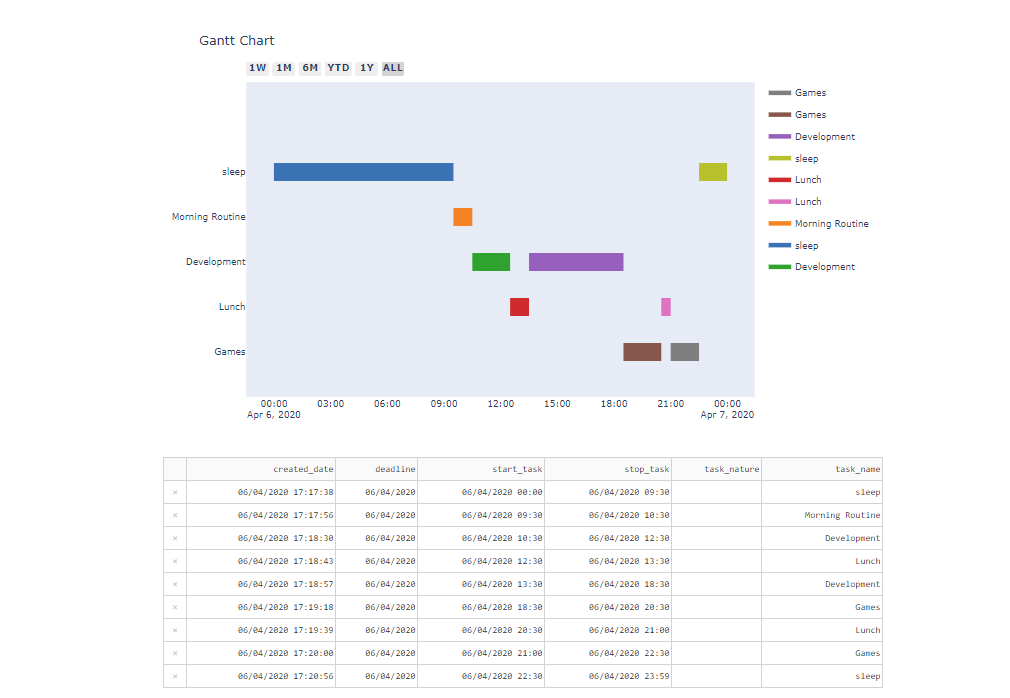 Gantt Chart
1W 1M 6M YTD 1Y ALL
sleep
Morning Routine
Development
Lunch
Games
00:00 03:00 06:00 09:00 12:00 15:00 18:00 21:00 00:00
Apr 6, 2020 Apr 7, 2020
Games
Games
Development
sleep
Lunch
Lunch
Morning Routine
sleep
Development
created_date deadline start_task stop_task task_nature task_name
× 06/04/2020 17:17:38 06/04/2020 06/04/2020 00:00 06/04/2020 09:30 sleep
× 06/04/2020 17:17:56 06/04/2020 06/04/2020 09:30 06/04/2020 10:30 Morning Routine
× 06/04/2020 17:18:30 06/04/2020 06/04/2020 10:30 06/04/2020 12:30 Development
× 06/04/2020 17:18:43 06/04/2020 06/04/2020 12:30 06/04/2020 13:30 Lunch
× 06/04/2020 17:18:57 06/04/2020 06/04/2020 13:30 06/04/2020 18:30 Development
× 06/04/2020 17:19:18 06/04/2020 06/04/2020 18:30 06/04/2020 20:30 Games
× 06/04/2020 17:19:39 06/04/2020 06/04/2020 20:30 06/04/2020 21:00 Lunch
× 06/04/2020 17:20:00 06/04/2020 06/04/2020 21:00 06/04/2020 22:30 Games
× 06/04/2020 17:20:56 06/04/2020 06/04/2020 22:30 06/04/2020 23:59 sleep